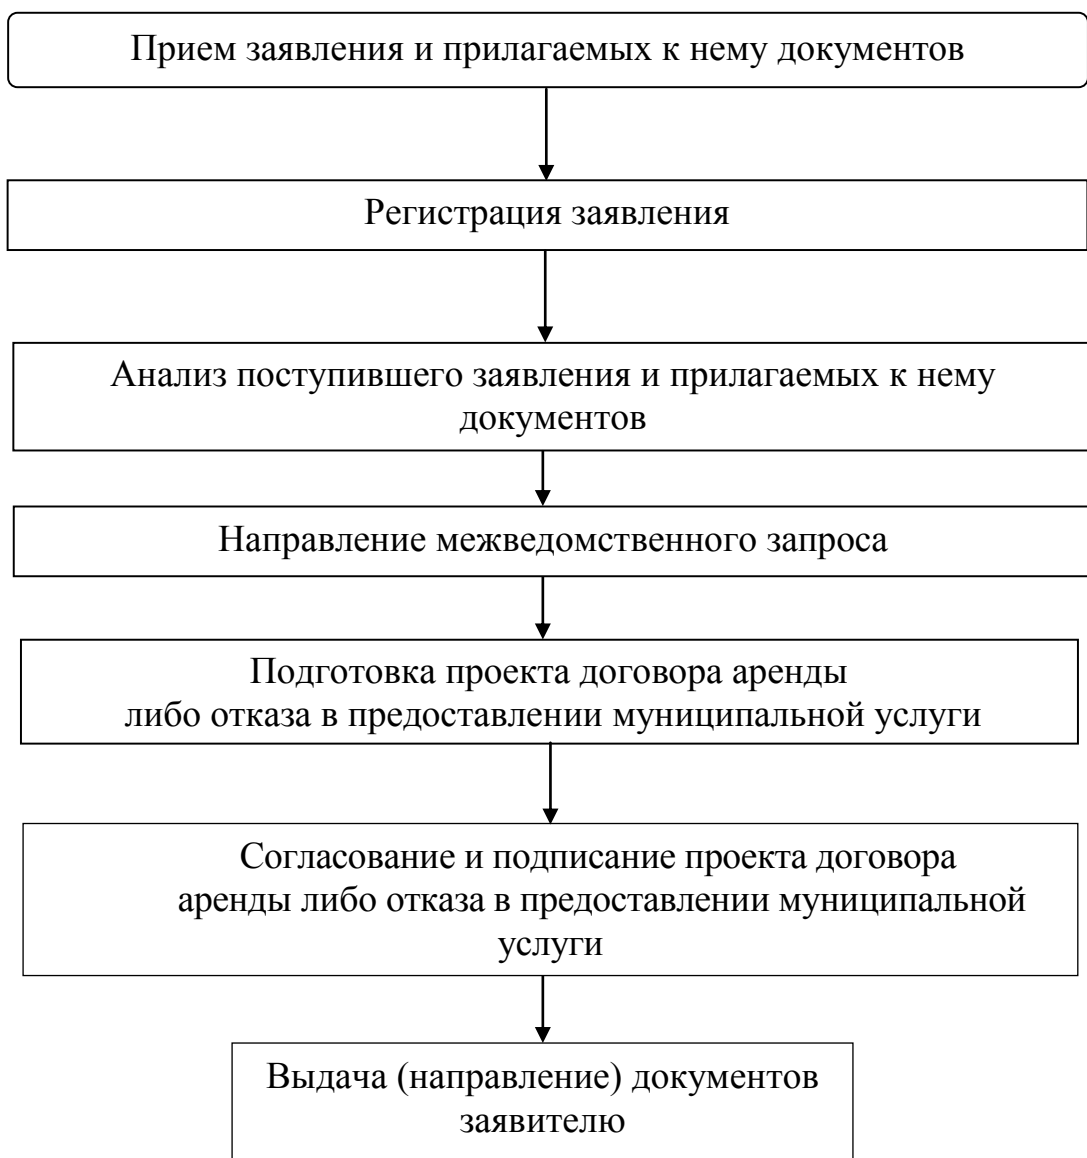 Прием заявления и прилагаемых к нему документов
Регистрация заявления
Анализ поступившего заявления и прилагаемых к нему
документов
Направление межведомственного запроса
Подготовка проекта договора аренды
либо отказа в предоставлении муниципальной услуги
Согласование и подписание проекта договора
аренды либо отказа в предоставлении муниципальной
услуги
Выдача (направление) документов
заявителю